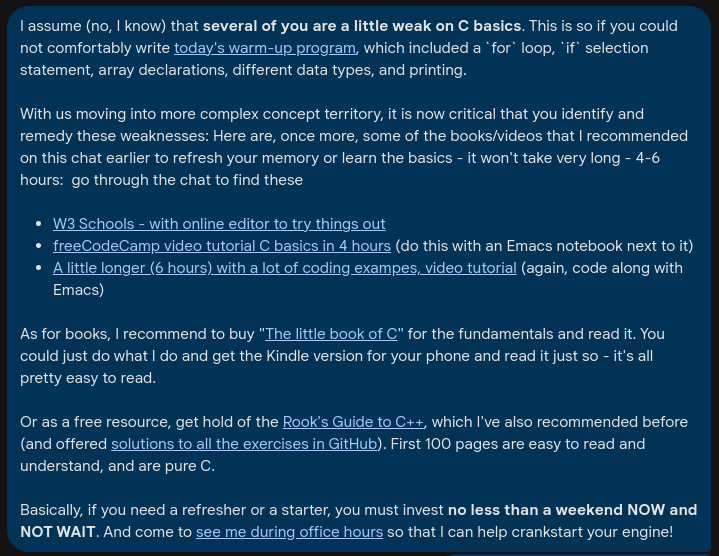 I assume (no, I know) that several of you are a little weak on C basics. This is so if you could
not comfortably write today's warm-up program, which included a `for` loop, `if` selection
statement, array declarations, different data types, and printing.
With us moving into more complex concept territory, it is now critical that you identify and
remedy these weaknesses: Here are, once more, some of the books/videos that I recommended
on this chat earlier to refresh your memory or learn the basics - it won't take very long - 4-6
hours:  go through the chat to find these
• W3 Schools - with online editor to try things out
• freeCodeCamp video tutorial C basics in 4 hours (do this with an Emacs notebook next to it)
• A little longer (6 hours) with a lot of coding exampes, video tutorial (again, code along with
Emacs)
As for books, I recommend to buy "The little book of C" for the fundamentals and read it. You
could just do what I do and get the Kindle version for your phone and read it just so - it's all
pretty easy to read.
Or as a free resource, get hold of the Rook's Guide to C++, which I've also recommended before
(and offered solutions to all the exercises in GitHub). First 100 pages are easy to read and
understand, and are pure C.
Basically, if you need a refresher or a starter, you must invest no less than a weekend NOW and
NOT WAIT. And come to see me during office hours so that I can help crankstart your engine!